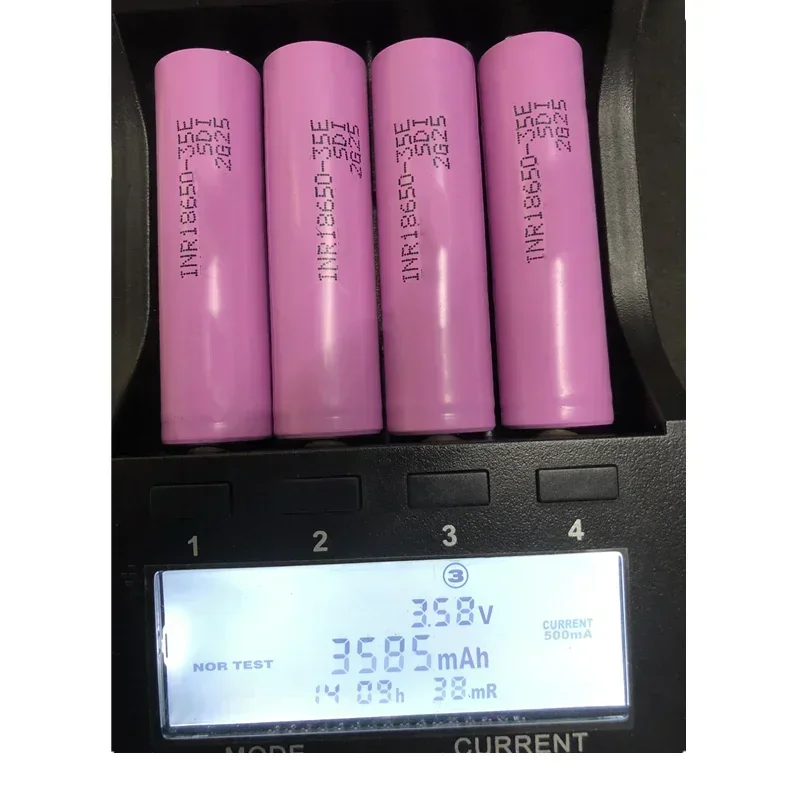 INR18650-35E
SDI
2G25
INR18650-35E
SDI
2G25
INR18650-35E
SDI
2G25
INR18650-35E
SDI
2G25
1
2
3
4
3
3.58V
CURRENT
500mA
NOR TEST
3585mAh
14 09h 38mR
MODE
CURRENT